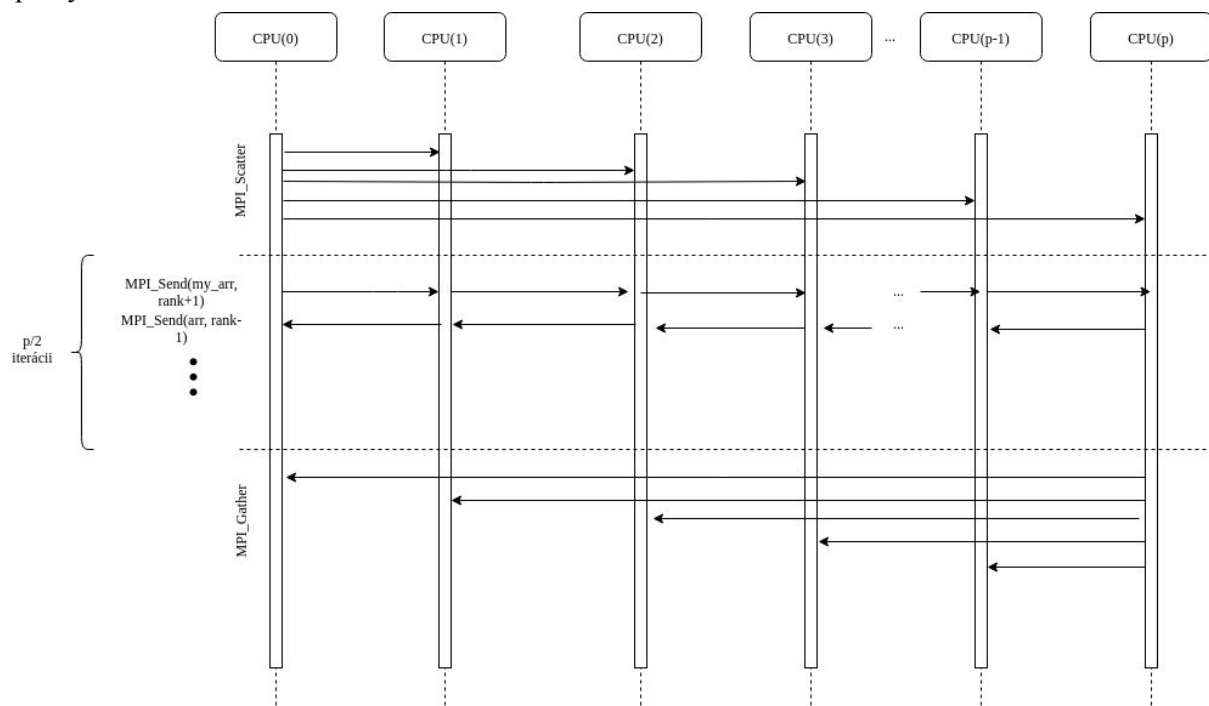 CPU(0)
CPU(1)
CPU(2)
CPU(3)
...
CPU(p-1)
CPU(p)
MPI_Scatter
MPI_Send(my_arr,
rank+1)
...
MPI_Send(arr, rank-
1)
...
p/2
iterácii
MPI_Gather